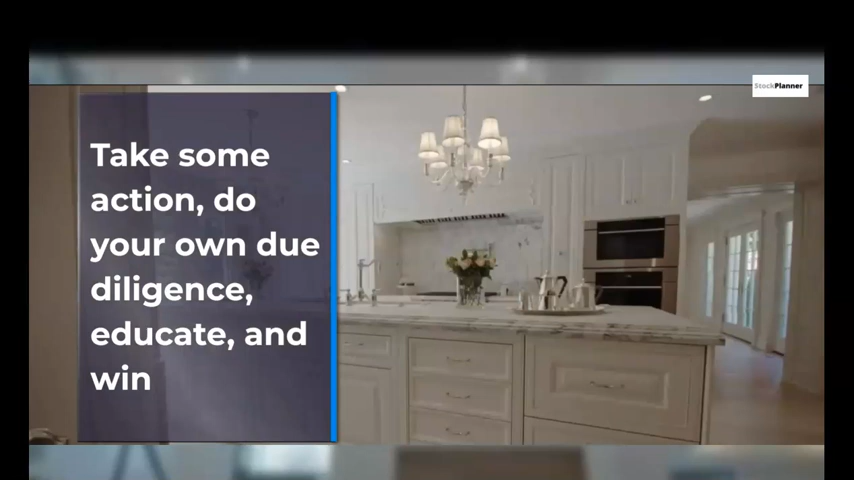 StockPlanner
Take some
action, do
your own due
diligence,
educate, and
win